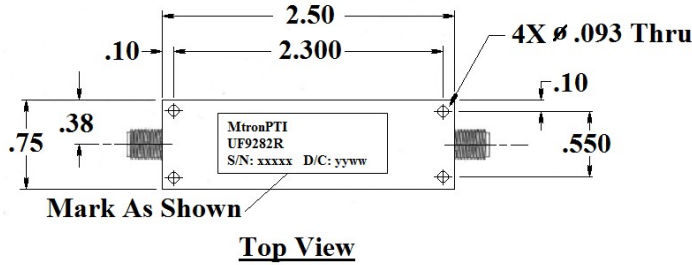 2.50
.10
2.300
4X ø .093 Thru
.10
.38
.75
.550
MtronPTI
UF9282R
S/N: xxxxx D/C: yyww
Mark As Shown
Top View